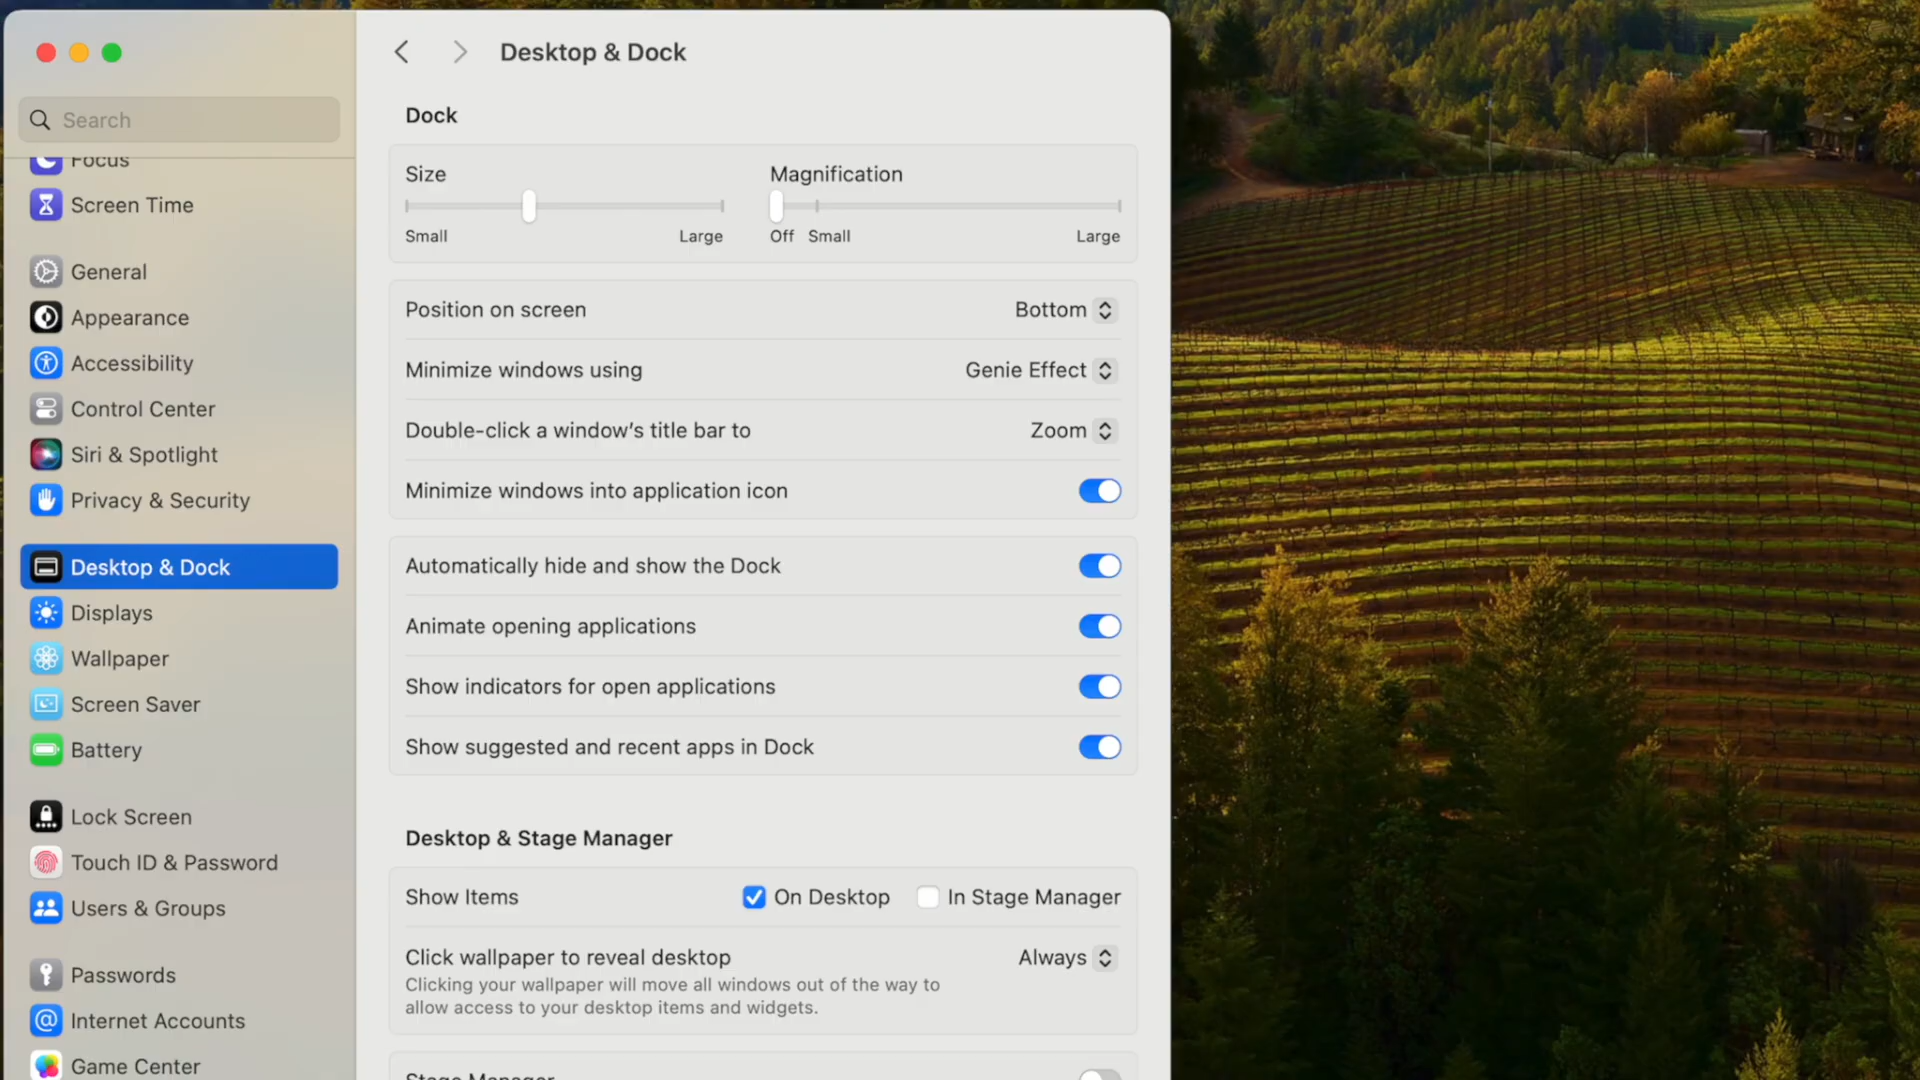 Desktop & Dock
Search
Focus
Screen Time
General
Appearance
Accessibility
Control Center
Siri & Spotlight
Privacy & Security
Desktop & Dock
Displays
Wallpaper
Screen Saver
Battery
Lock Screen
Touch ID & Password
Users & Groups
Passwords
Internet Accounts
Game Center
Dock
Size
Magnification
Small
Large
Off
Small
Large
Position on screen
Bottom
Minimize windows using
Genie Effect
Double-click a window's title bar to
Zoom
Minimize windows into application icon
Automatically hide and show the Dock
Animate opening applications
Show indicators for open applications
Show suggested and recent apps in Dock
Desktop & Stage Manager
Show Items
On Desktop
In Stage Manager
Click wallpaper to reveal desktop
Always
Clicking your wallpaper will move all windows out of the way to
allow access to your desktop items and widgets.
Stage Manager